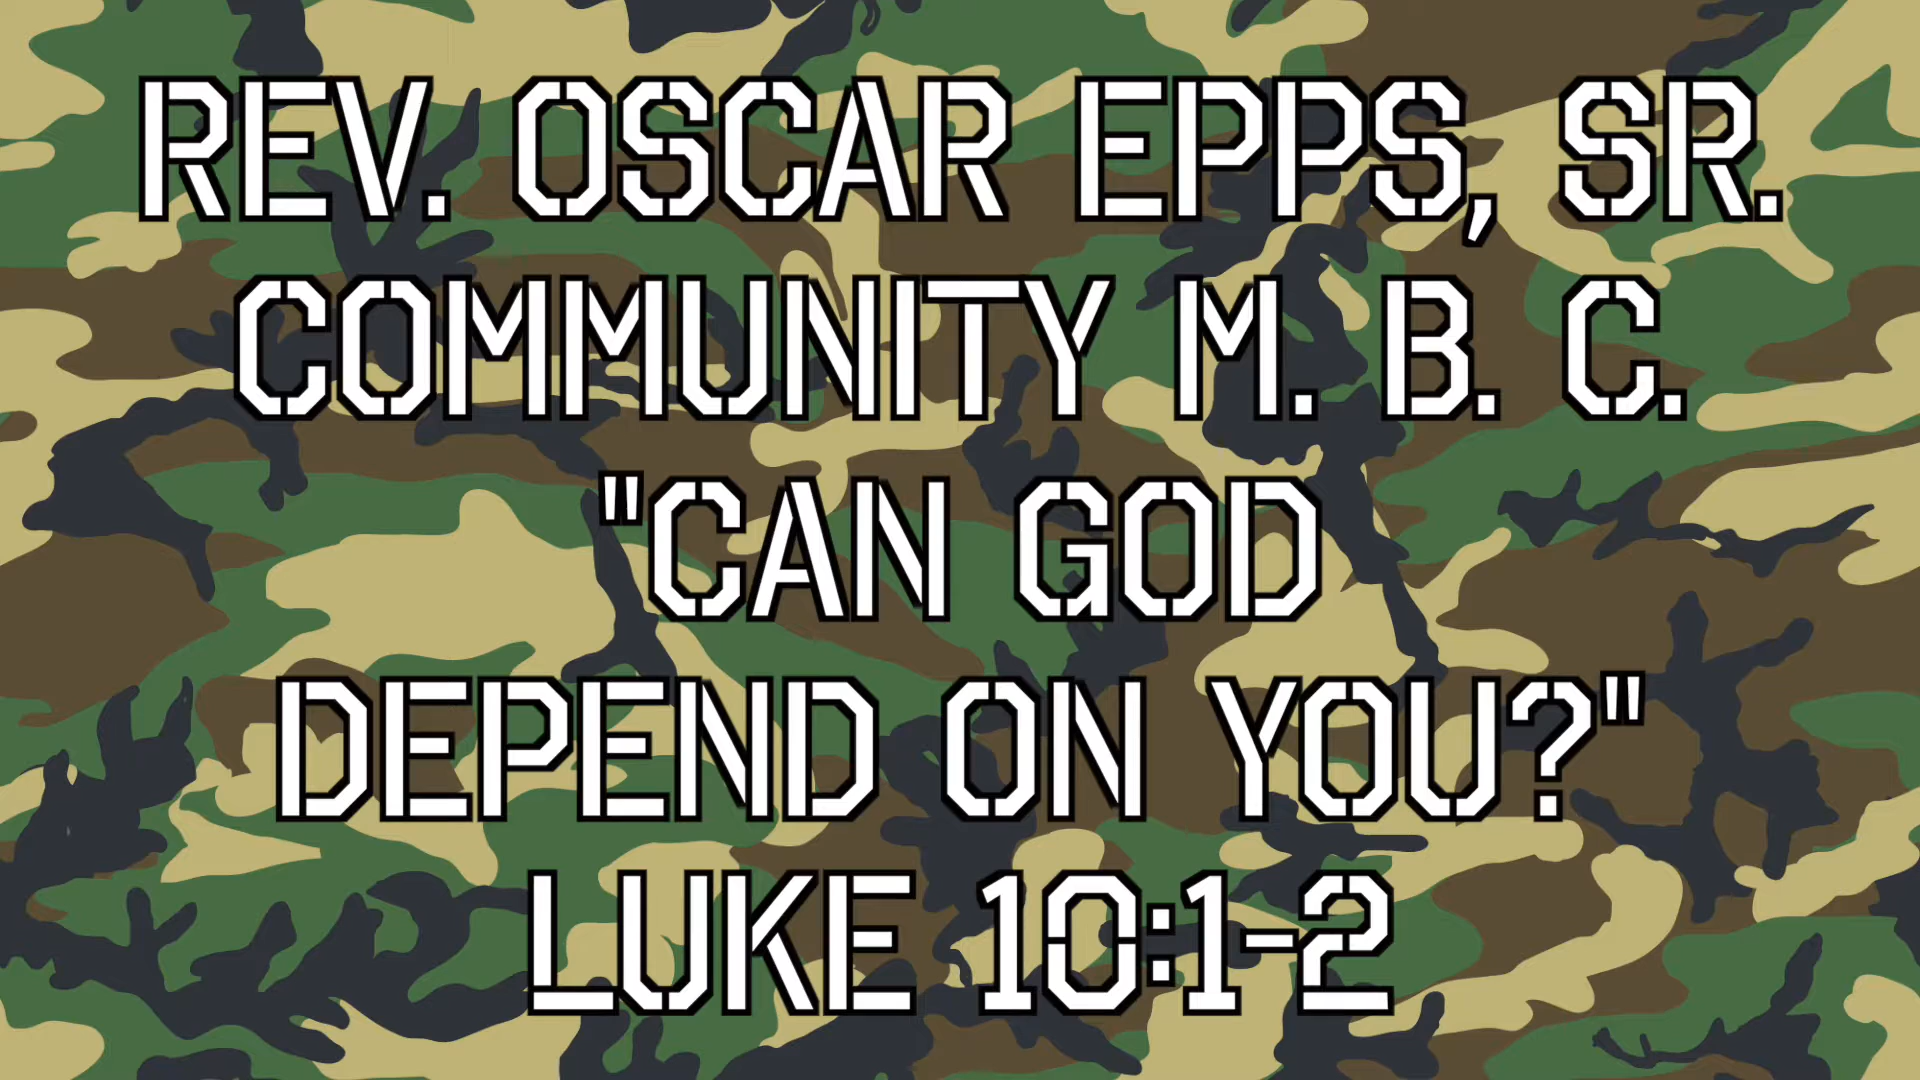 REV. OSCAR EPPS, SR.
COMMUNITY M. B. C.
"CAN GOD
DEPEND ON YOU?"
LUKE 10:1-2